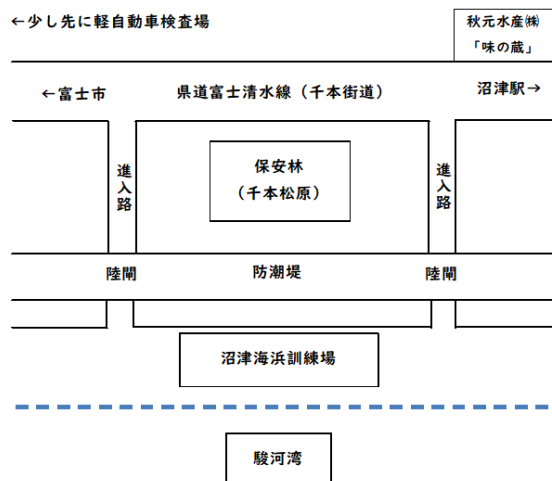 ←少し先に軽自動車検査場
秋元水産㈱
「味の蔵」
←富士市
県道富士清水線（千本街道）
沼津駅→
進入路
保安林
（千本松原）
進入路
陸閘
防潮堤
陸閘
沼津海浜訓練場
駿河湾